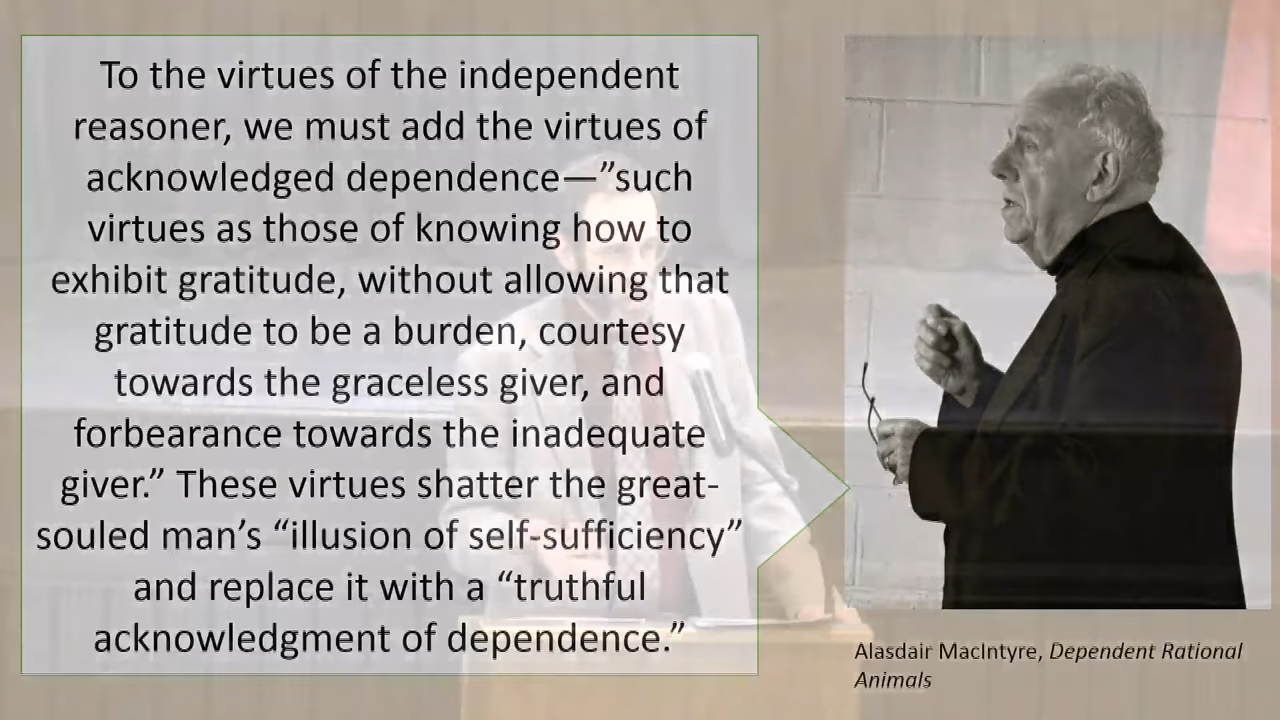 To the virtues of the independent
reasoner, we must add the virtues of
acknowledged dependence—”such
virtues as those of knowing how to
exhibit gratitude, without allowing that
gratitude to be a burden, courtesy
towards the graceless giver, and
forbearance towards the inadequate
giver.” These virtues shatter the great-
souled man’s “illusion of self-sufficiency”
and replace it with a “truthful
acknowledgment of dependence.”
Alasdair MacIntyre, Dependent Rational
Animals